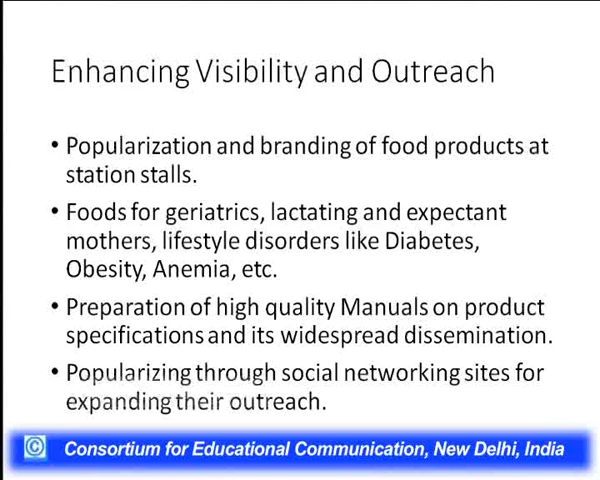 Enhancing Visibility and Outreach
• Popularization and branding of food products at
station stalls.
• Foods for geriatrics, lactating and expectant
mothers, lifestyle disorders like Diabetes,
Obesity, Anemia, etc.
• Preparation of high quality Manuals on product
specifications and its widespread dissemination.
• Popularizing through social networking sites for
expanding their outreach.
© Consortium for Educational Communication, New Delhi, India